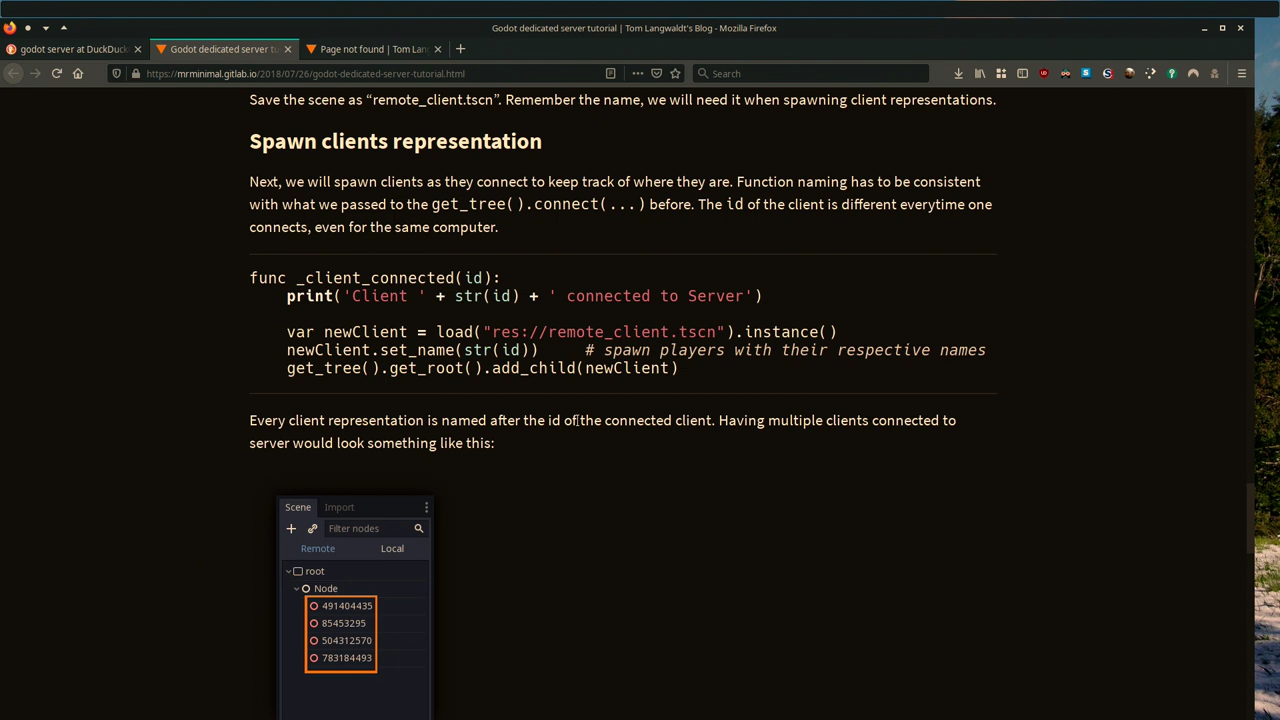 Godot dedicated server tutorial | Tom Langwaldt's Blog - Mozilla Firefox
godot server at DuckDuck
Godot dedicated server tu
Page not found | Tom Lang
https://mrminimal.gitlab.io/2018/07/26/godot-dedicated-server-tutorial.html
Search
Save the scene as “remote_client.tscn”. Remember the name, we will need it when spawning client representations.
Spawn clients representation
Next, we will spawn clients as they connect to keep track of where they are. Function naming has to be consistent
with what we passed to the get_tree().connect(...) before. The id of the client is different everytime one
connects, even for the same computer.
func _client_connected(id):
print('Client ' + str(id) + ' connected to Server')
var newClient = load("res://remote_client.tscn").instance()
newClient.set_name(str(id)) # spawn players with their respective names
get_tree().get_root().add_child(newClient)
Every client representation is named after the id of the connected client. Having multiple clients connected to
server would look something like this:
Scene Import
Filter nodes
Remote Local
root
Node
491404435
85453295
504312570
783184493